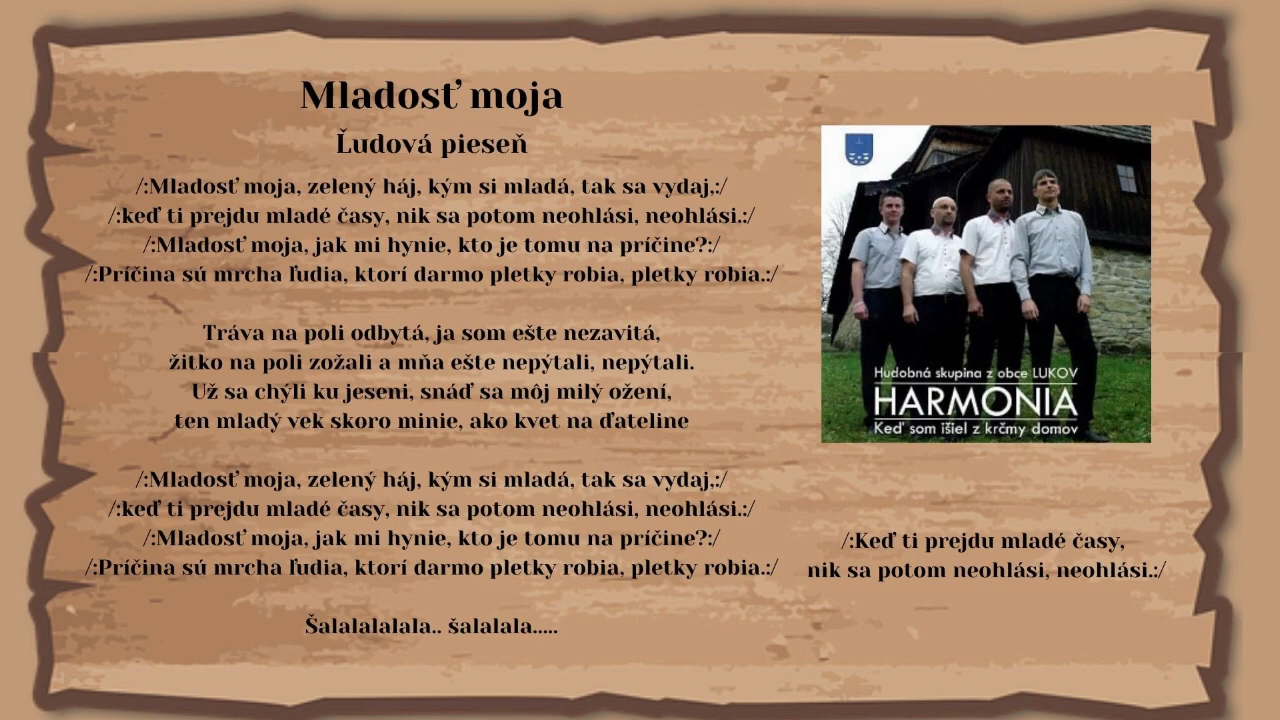 Mladosť moja
Ľudová pieseň
/:Mladosť moja, zelený háj, kým si mladá, tak sa vydaj,:/
/:keď ti prejdu mladé časy, nik sa potom neohlási, neohlási.:/
/:Mladosť moja, jak mi hynie, kto je tomu na príčine?:/
/:Príčina sú mrcha ľudia, ktorí darmo pletky robia, pletky robia.:/
Tráva na poli odbytá, ja som ešte nezavitá,
žitko na poli zožali a mňa ešte nepýtali, nepýtali.
Už sa chýli ku jeseni, snáď sa môj milý ožení,
ten mladý vek skoro minie, ako kvet na ďateline
/:Mladosť moja, zelený háj, kým si mladá, tak sa vydaj.:/
/:keď ti prejdu mladé časy, nik sa potom neohlási, neohlási.:/
/:Mladosť moja, jak mi hynie, kto je tomu na príčine?:/
/:Príčina sú mrcha ľudia, ktorí darmo pletky robia, pletky robia.:/
Šalalalalala.. šalalala.....
Hudobná skupina z obce LUKOV
HARMONIA
Keď som išiel z krčmy domov
/:Keď ti prejdu mladé časy,
nik sa potom neohlási, neohlási.:/